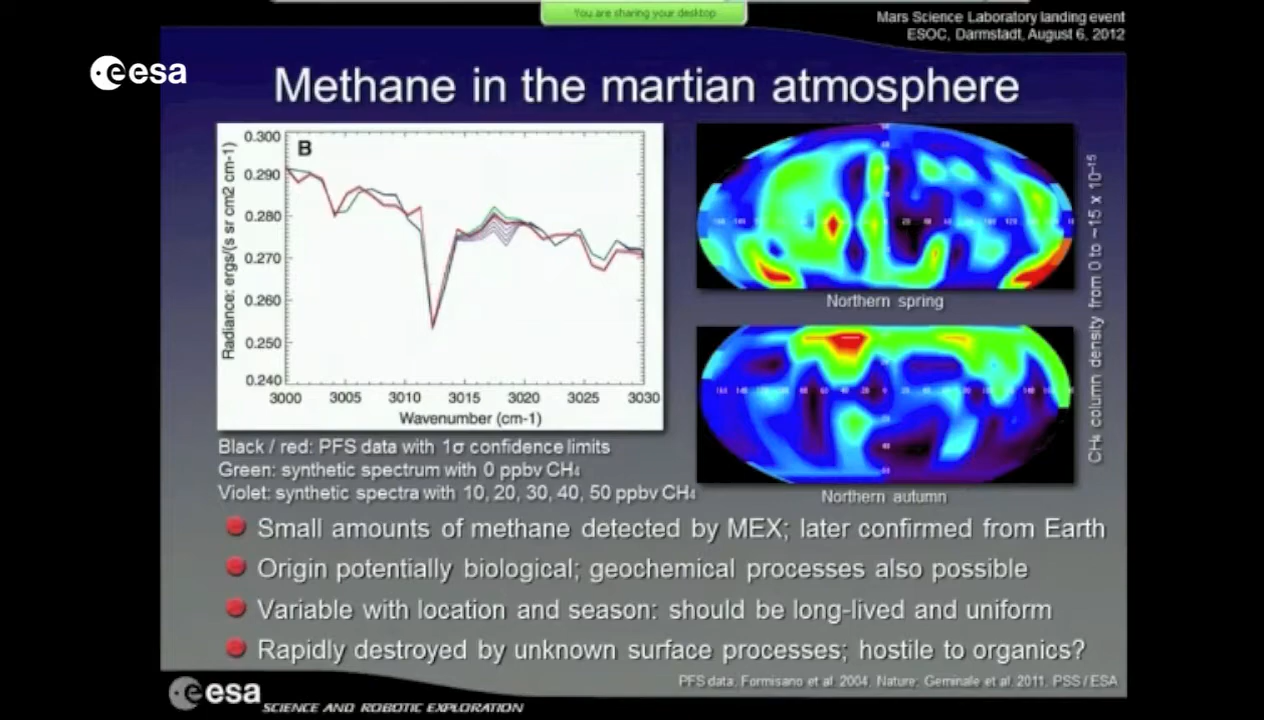 You are sharing your desktop
Mars Science Laboratory landing event
ESOC, Darmstadt, August 6, 2012
esa
Methane in the martian atmosphere
B
0.300
0.290
0.280
0.270
0.260
0.250
0.240
Radiance: ergs/(s sr cm2 cm-1)
3000 3005 3010 3015 3020 3025 3030
Wavenumber (cm-1)
Black / red: PFS data with 1σ confidence limits
Green: synthetic spectrum with 0 ppbv CH₄
Violet: synthetic spectra with 10, 20, 30, 40, 50 ppbv CH₄
Northern spring
Northern autumn
CH₄ column density from 0 to ~15 x 10⁻¹⁵
Small amounts of methane detected by MEX; later confirmed from Earth
Origin potentially biological; geochemical processes also possible
Variable with location and season: should be long-lived and uniform
Rapidly destroyed by unknown surface processes; hostile to organics?
PFS data, Formisano et al. 2004, Nature; Geminale et al. 2011, PSS / ESA
esa
SCIENCE AND ROBOTIC EXPLORATION